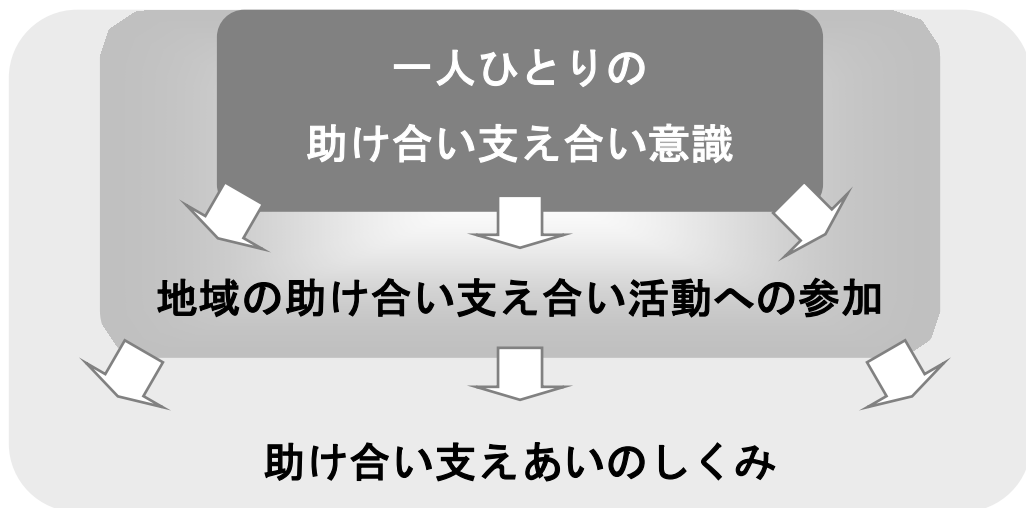 一人ひとりの
助け合い支え合い意識
地域の助け合い支え合い活動への参加
助け合い支えあいのしくみ